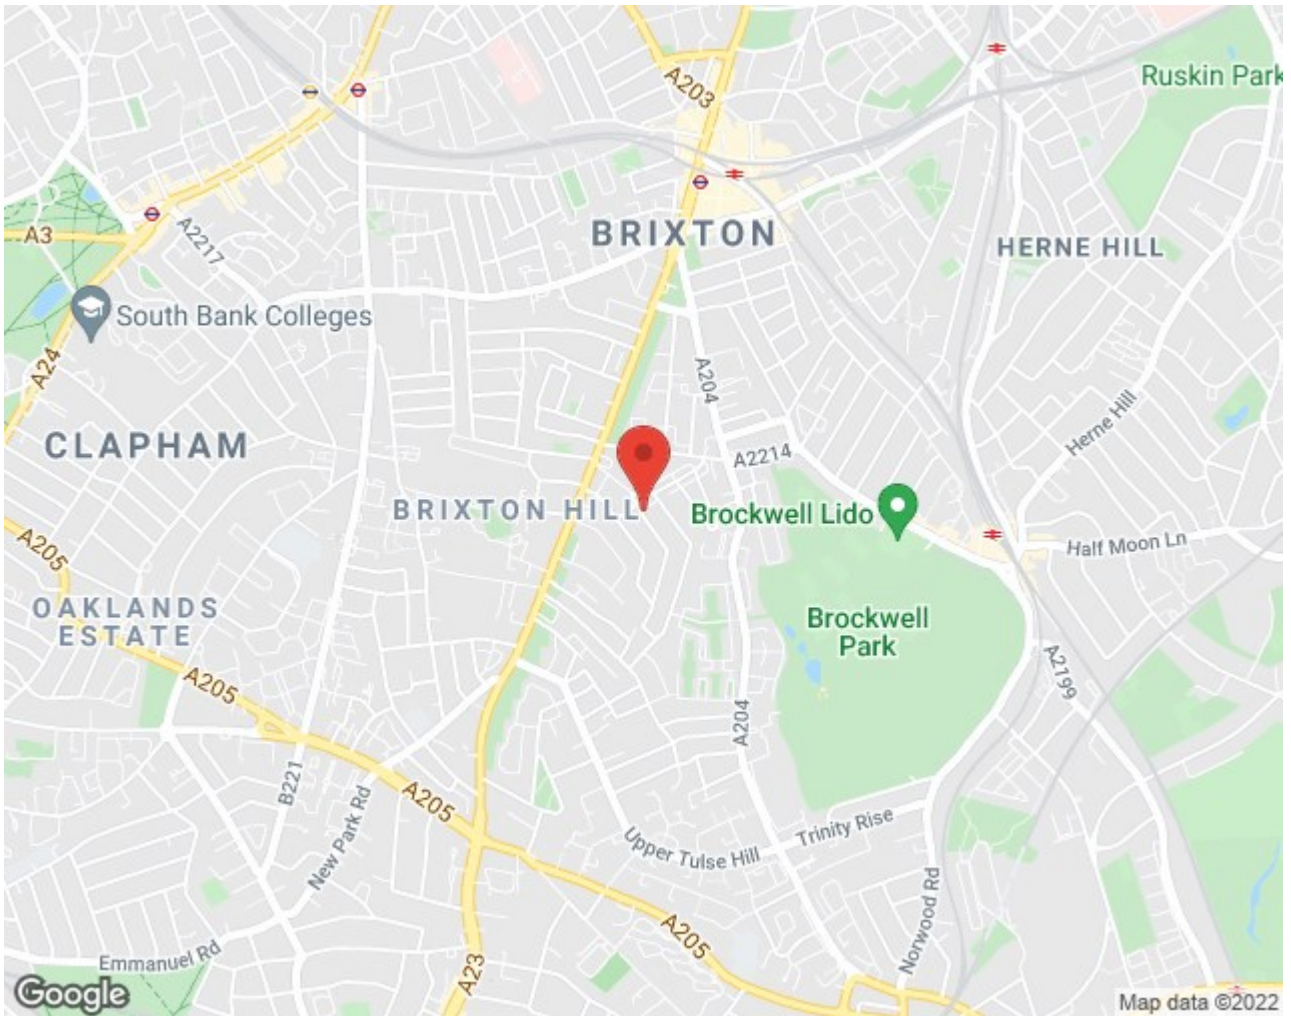 Ruskin Park
A203
A3
A2217
BRIXTON
HERNE HILL
South Bank Colleges
A24
A204
Herne Hill
CLAPHAM
A2214
BRIXTON HILL
Brockwell Lido
A205
Half Moon Ln
OAKLANDS
ESTATE
Brockwell
Park
A205
A2199
A204
B221
A205
New Park Rd
Trinity Rise
Upper Tulse Hill
Norwood Rd
A205
Emmanuel Rd
A23
Google
Map data ©2022